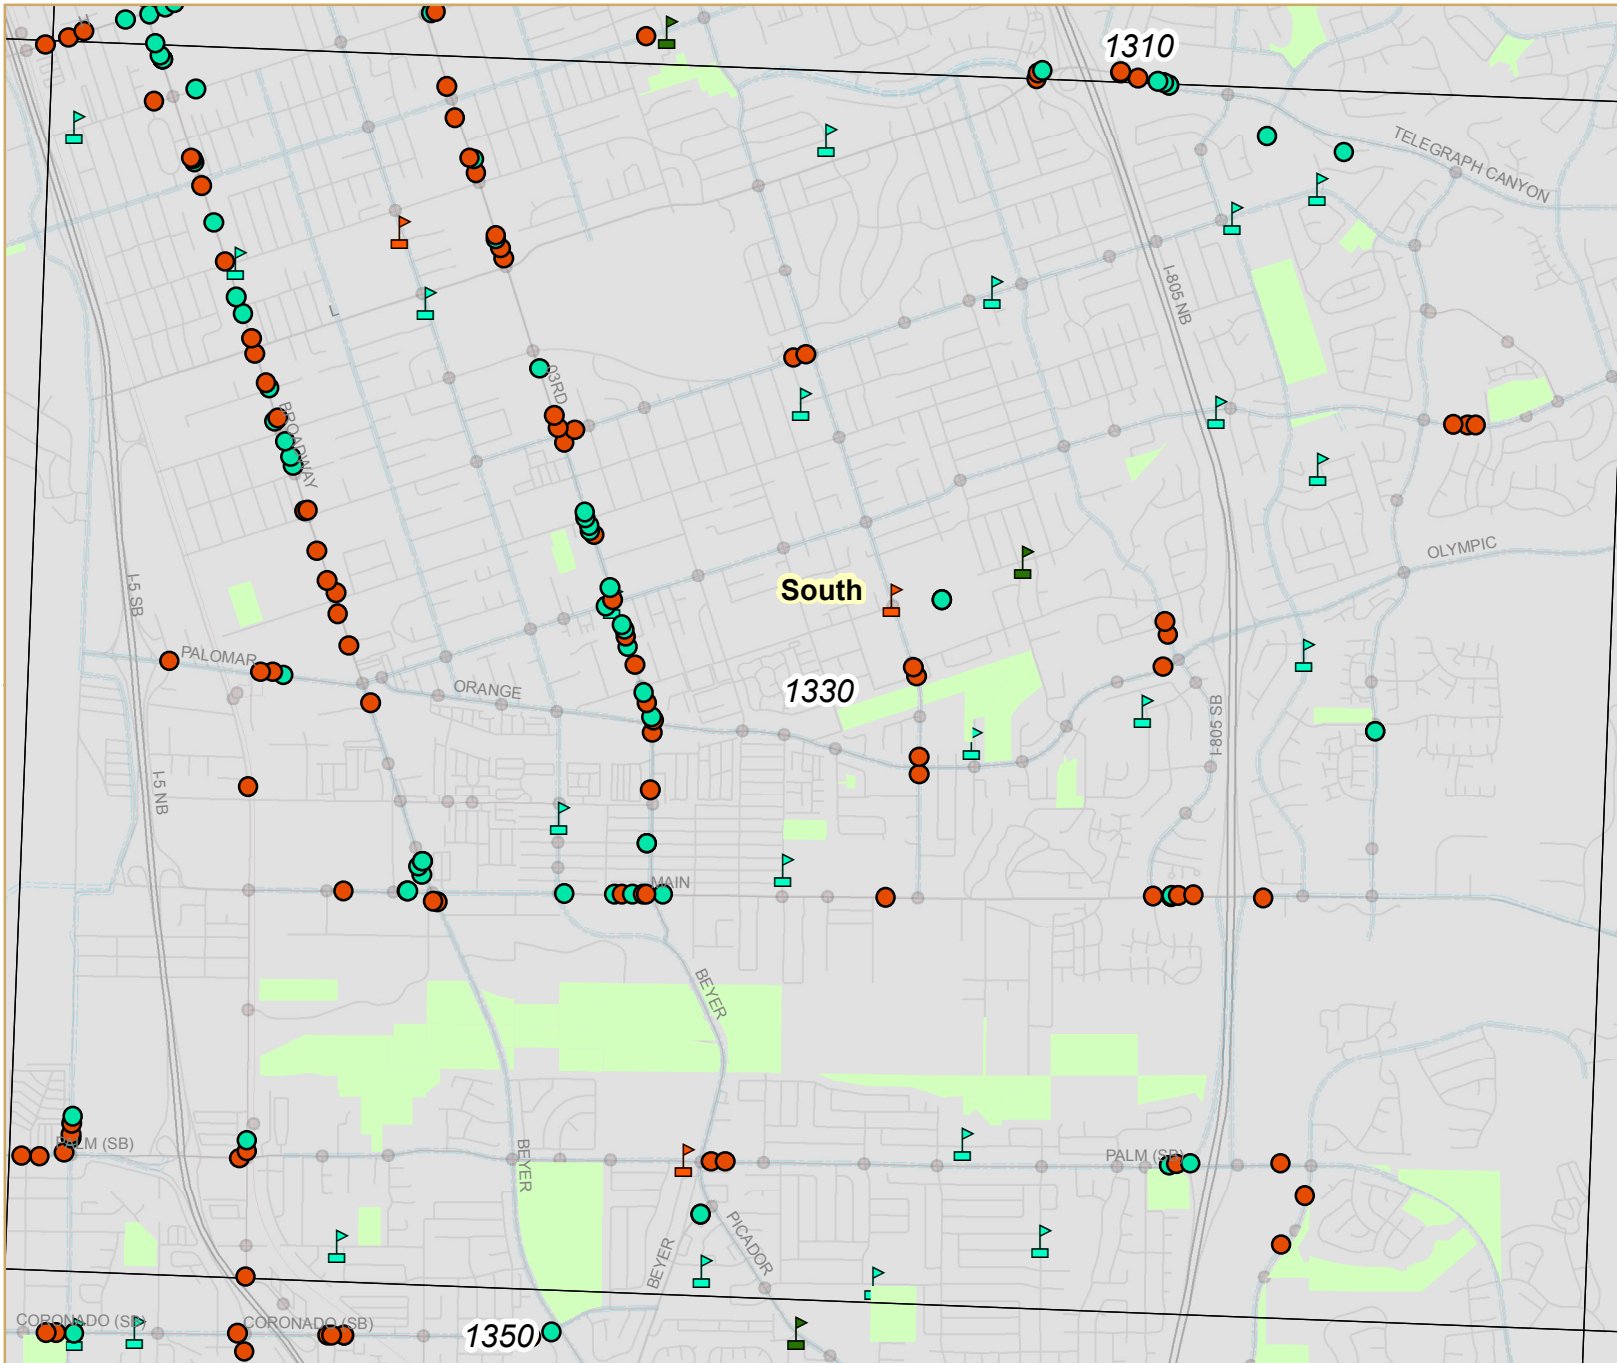 1310
TELEGRAPH CANYON
I-805 NB
J
03RD
BROADWAY
OLYMPIC
I-5 SB
South
PALOMAR
ORANGE
1330
I-805 SB
I-5 NB
MAIN
BEYER
PALM (SB)
BEYER
PALM (SB)
PICADOR
BEYER
CORONADO (SB)
CORONADO (SB)
1350